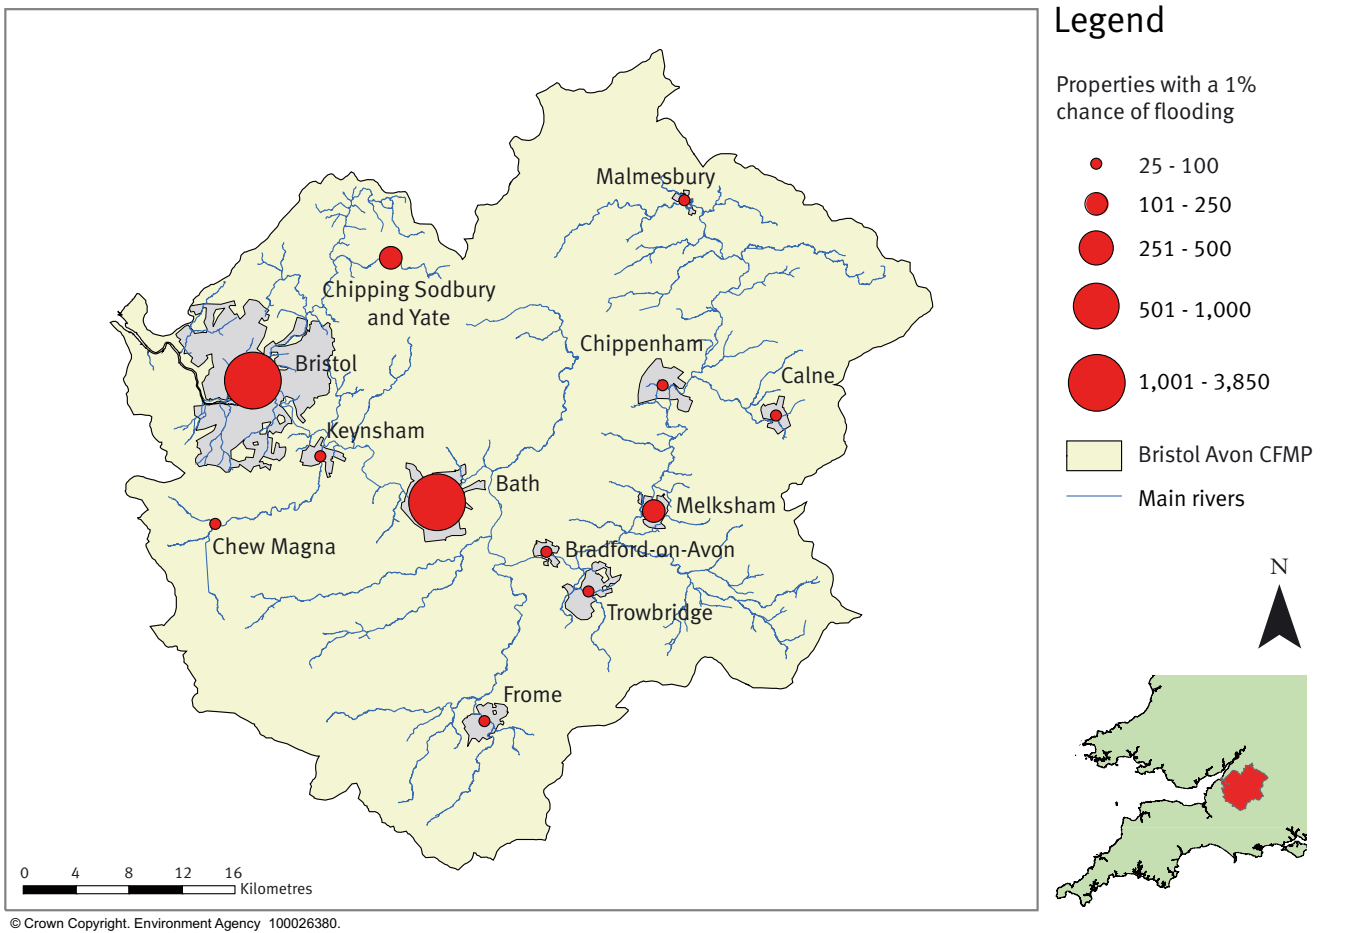 Legend
Properties with a 1%
chance of flooding
25 - 100
101 - 250
251 - 500
501 - 1,000
1,001 - 3,850
Bristol Avon CFMP
Main rivers
N
Malmesbury
Chipping Sodbury
and Yate
Chippenham
Bristol
Calne
Keynsham
Bath
Melksham
Chew Magna
Bradford-on-Avon
Trowbridge
Frome
0 4 8 12 16
Kilometres
© Crown Copyright. Environment Agency 100026380.